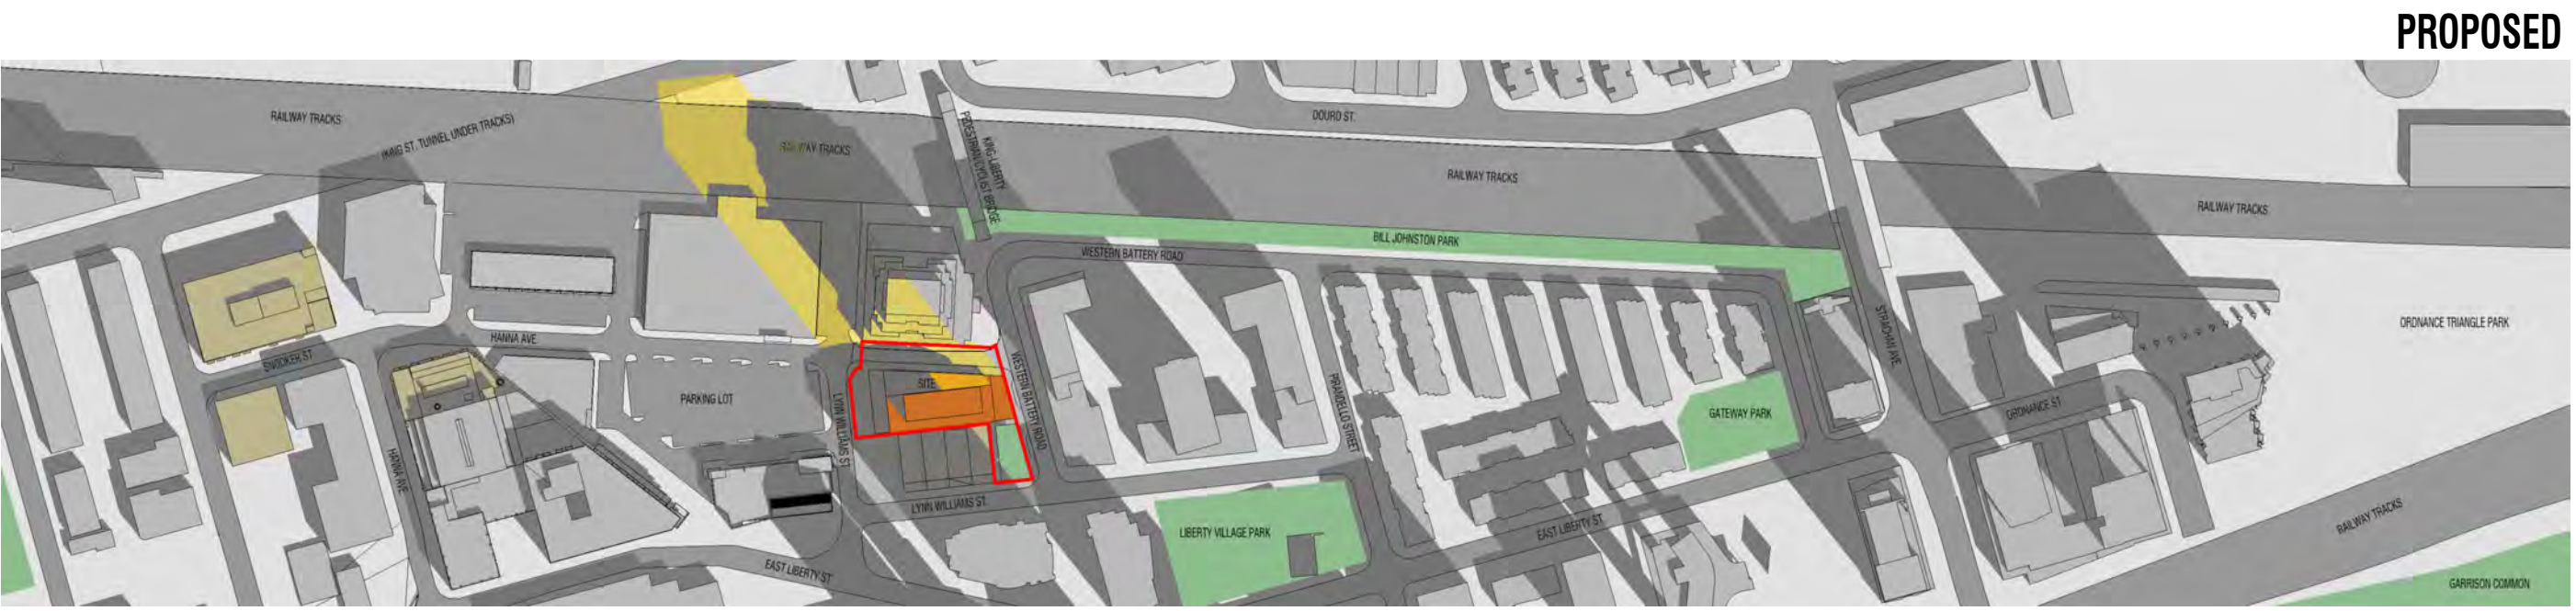 PROPOSED
RAILWAY TRACKS
(KING ST. TUNNEL UNDER TRACKS)
RAILWAY TRACKS
KING-LIBERTY
PEDESTRIAN/CYCLIST BRIDGE
DOURO ST.
RAILWAY TRACKS
RAILWAY TRACKS
BILL JOHNSTON PARK
WESTERN BATTERY ROAD
STRACHAN AVE.
ORDNANCE TRIANGLE PARK
HANNA AVE.
SNOOKER ST
SITE
WESTERN BATTERY ROAD
PARKING LOT
LYNN WILLIAMS ST.
PIRANDELLO STREET
GATEWAY PARK
ORDNANCE ST.
HANNA AVE.
LYNN WILLIAMS ST.
LIBERTY VILLAGE PARK
EAST LIBERTY ST
RAILWAY TRACKS
EAST LIBERTY ST
GARRISON COMMON